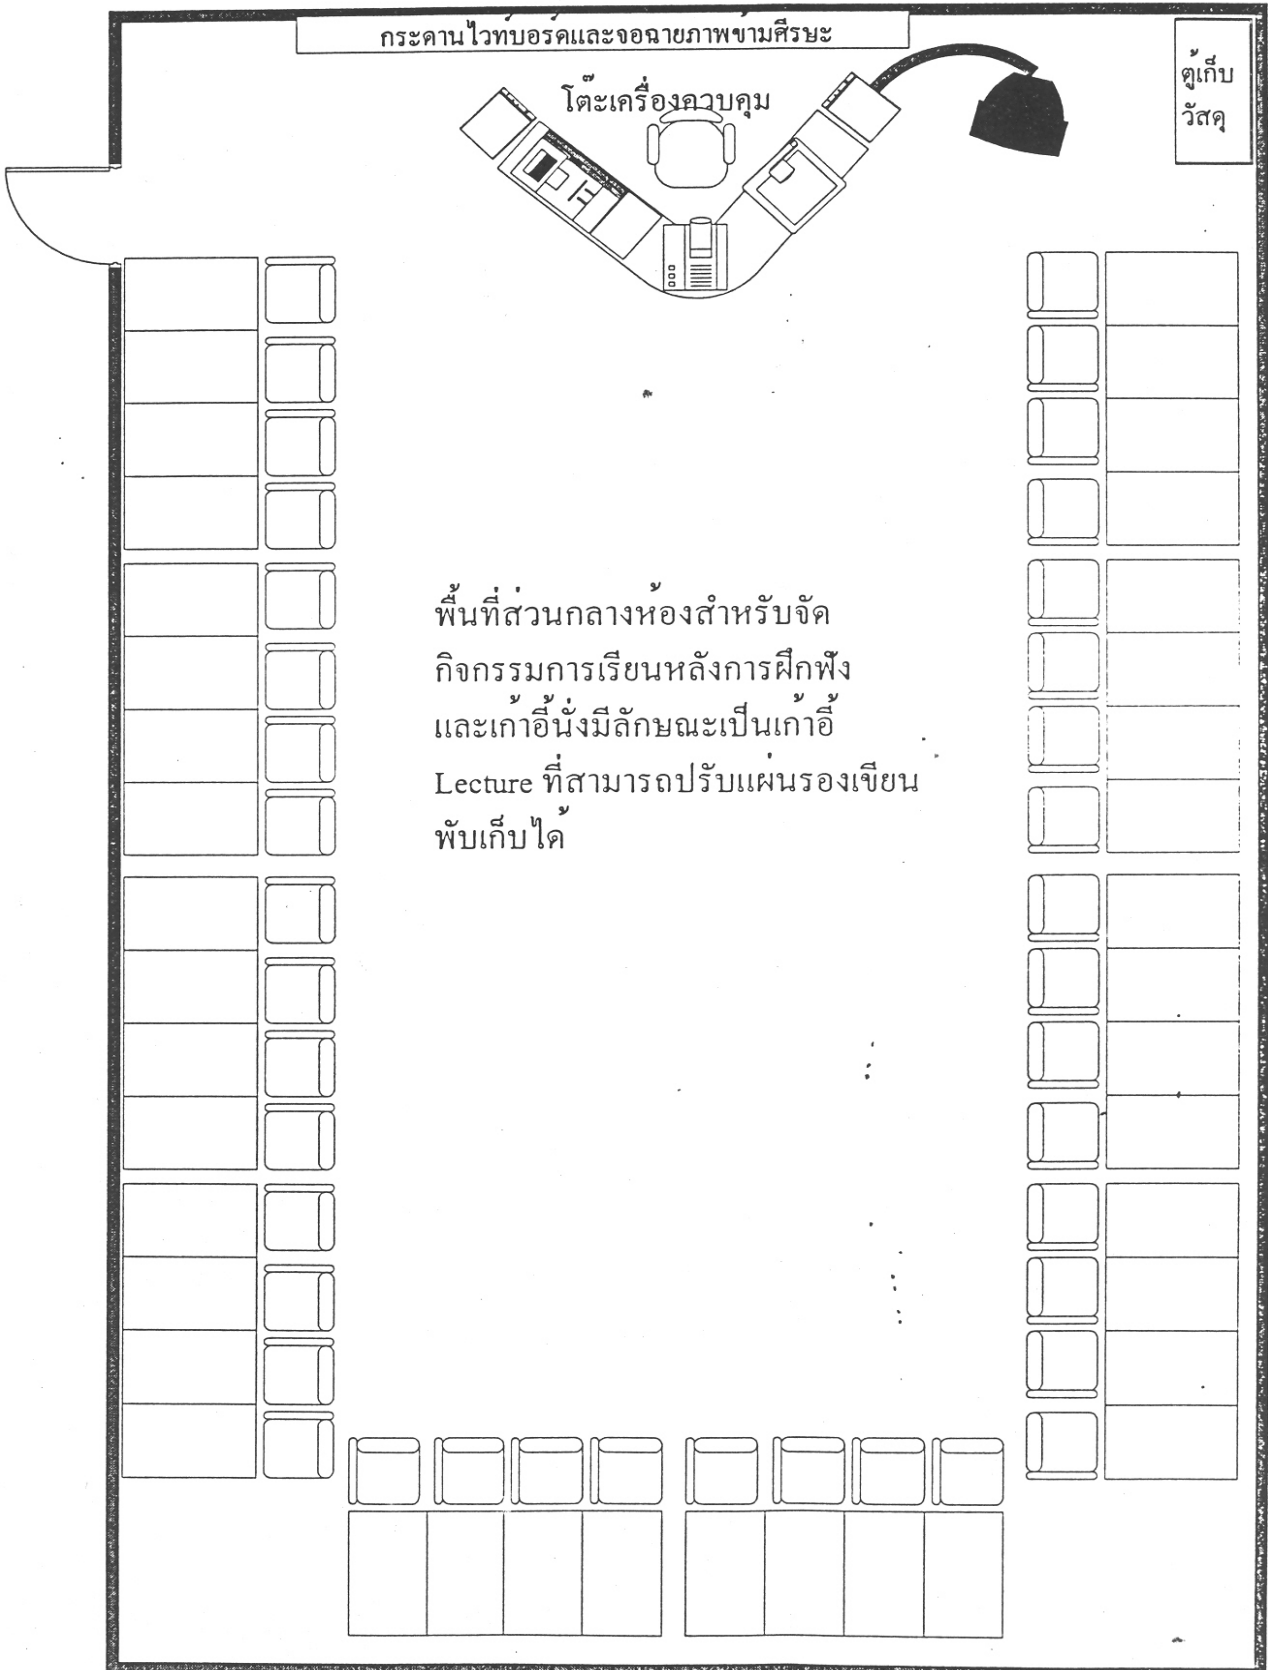 กระดานไวท์บอร์คและจอฉายภาพข้ามศีรษะ
ตู้เก็บ
วัสดุ
โต๊ะเครื่องควบคุม
พื้นที่ส่วนกลางห้องสำหรับจัด
กิจกรรมการเรียนหลังการฝึกฟัง
และเก้าอี้นั่งมีลักษณะเป็นเก้าอี้
Lecture ที่สามารถปรับแผ่นรองเขียน
พับเก็บได้